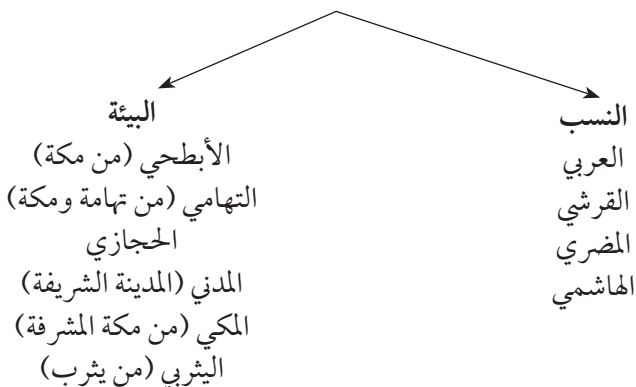 النسب
العربي
القرشي
المضري
الهاشمي
البيئة
الأبطحي (من مكة)
التهامي (من تهامة ومكة)
الحجازي
المدني (المدينة الشريفة)
المكي (من مكة المشرفة)
اليثربي (من يثرب)